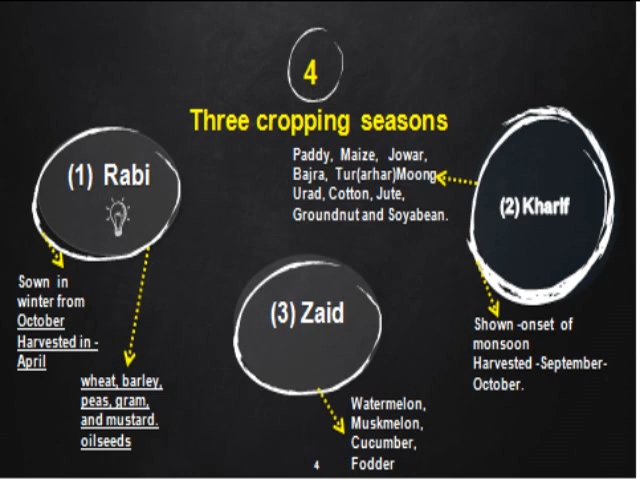 4
Three cropping seasons
(1) Rabi
Sown in
winter from
October
Harvested in -
April
wheat, barley,
peas, gram,
and mustard.
oilseeds
Paddy, Maize, Jowar,
Bajra, Tur(arhar)Moong,
Urad, Cotton, Jute,
Groundnut and Soyabean.
(2) Kharif
Shown -onset of
monsoon
Harvested -September-
October.
(3) Zaid
Watermelon,
Muskmelon,
Cucumber,
Fodder
4